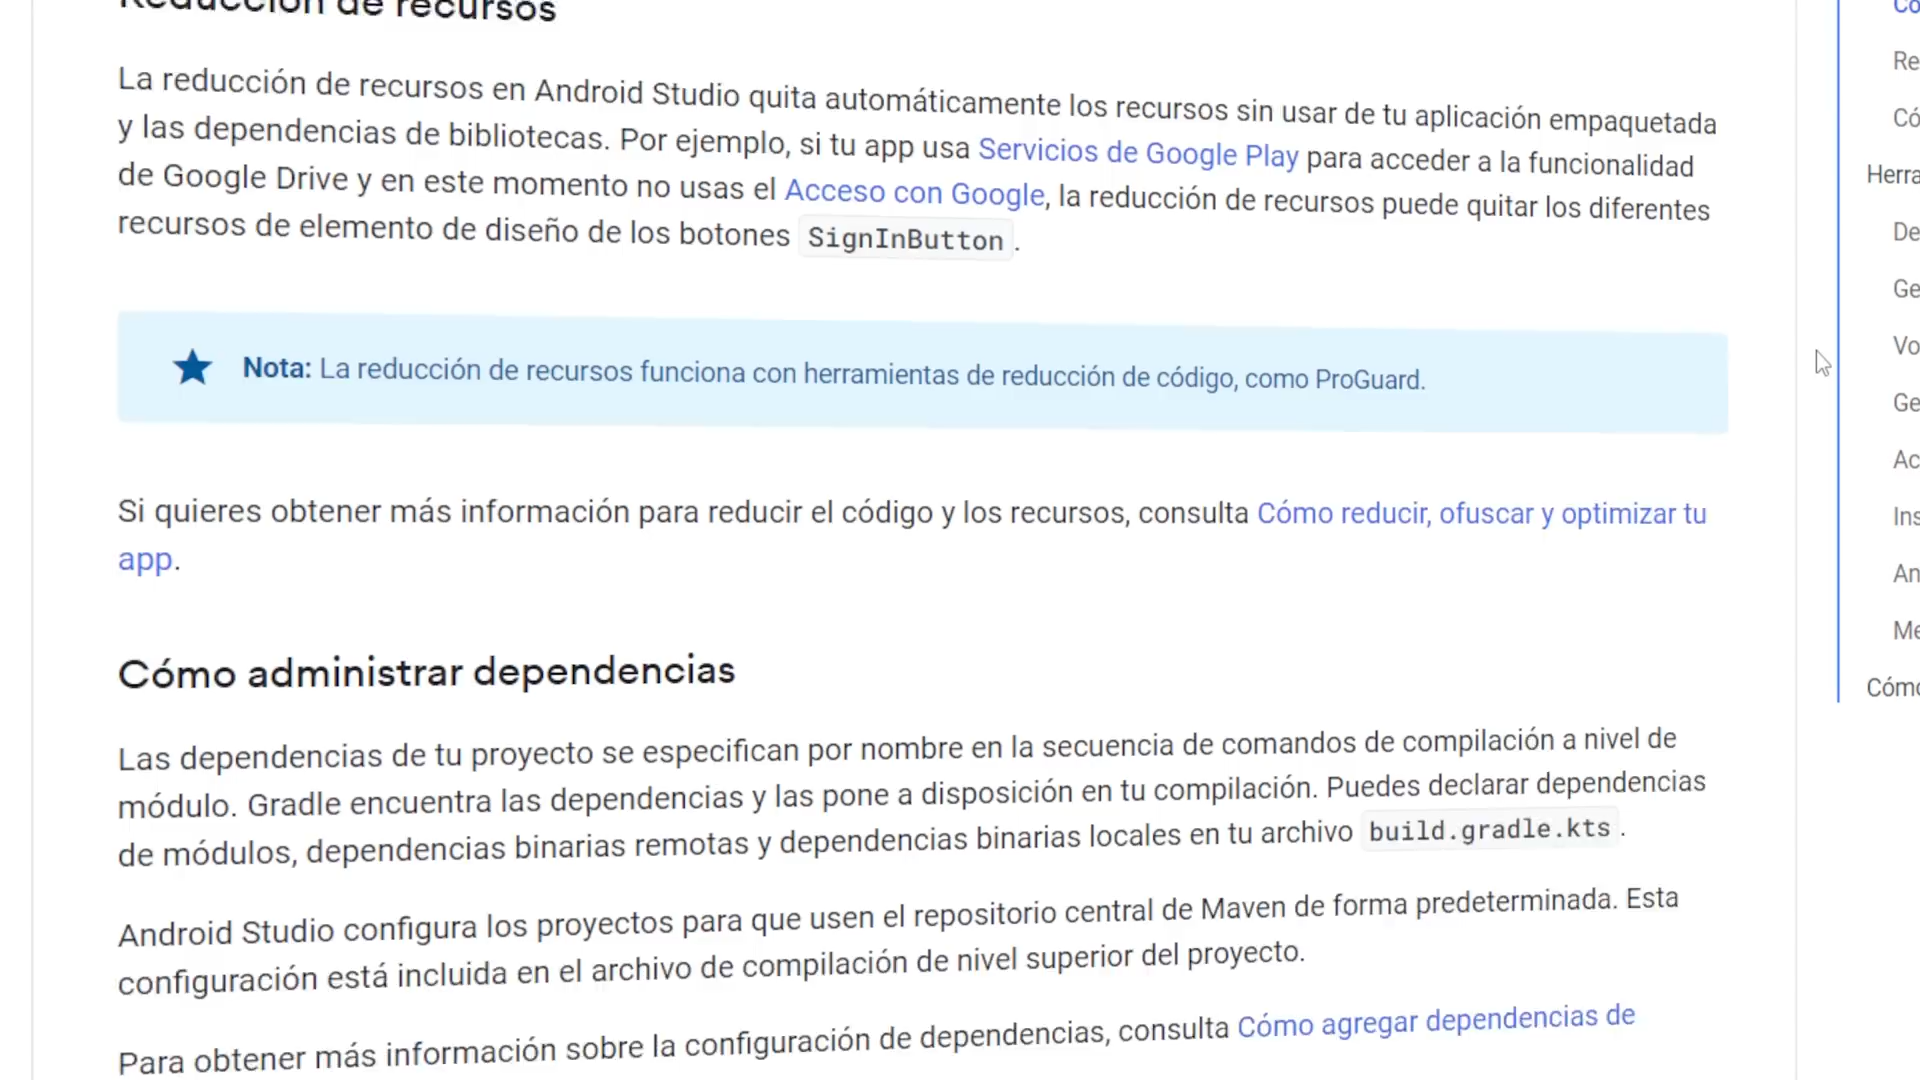 Reducción de recursos
La reducción de recursos en Android Studio quita automáticamente los recursos sin usar de tu aplicación empaquetada
y las dependencias de bibliotecas. Por ejemplo, si tu app usa Servicios de Google Play para acceder a la funcionalidad
de Google Drive y en este momento no usas el Acceso con Google, la reducción de recursos puede quitar los diferentes
recursos de elemento de diseño de los botones SignInButton.
Nota: La reducción de recursos funciona con herramientas de reducción de código, como ProGuard.
Si quieres obtener más información para reducir el código y los recursos, consulta Cómo reducir, ofuscar y optimizar tu
app.
Cómo administrar dependencias
Las dependencias de tu proyecto se especifican por nombre en la secuencia de comandos de compilación a nivel de
módulo. Gradle encuentra las dependencias y las pone a disposición en tu compilación. Puedes declarar dependencias
de módulos, dependencias binarias remotas y dependencias binarias locales en tu archivo build.gradle.kts.
Android Studio configura los proyectos para que usen el repositorio central de Maven de forma predeterminada. Esta
configuración está incluida en el archivo de compilación de nivel superior del proyecto.
Para obtener más información sobre la configuración de dependencias, consulta Cómo agregar dependencias de
Co
Re
Có
Herra
De
Ge
Vo
Ge
Ac
Ins
An
Me
Cómo